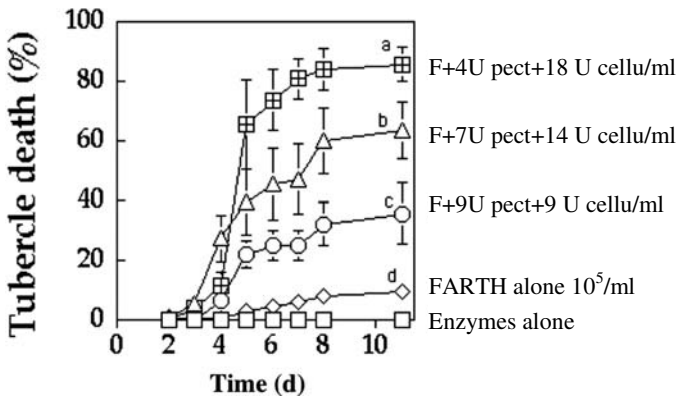 100
80
60
40
20
0
Tubercle death (%)
a
b
c
d
F+4U pect+18 U cellu/ml
F+7U pect+14 U cellu/ml
F+9U pect+9 U cellu/ml
FARTH alone 10⁵/ml
Enzymes alone
0 2 4 6 8 10
Time (d)